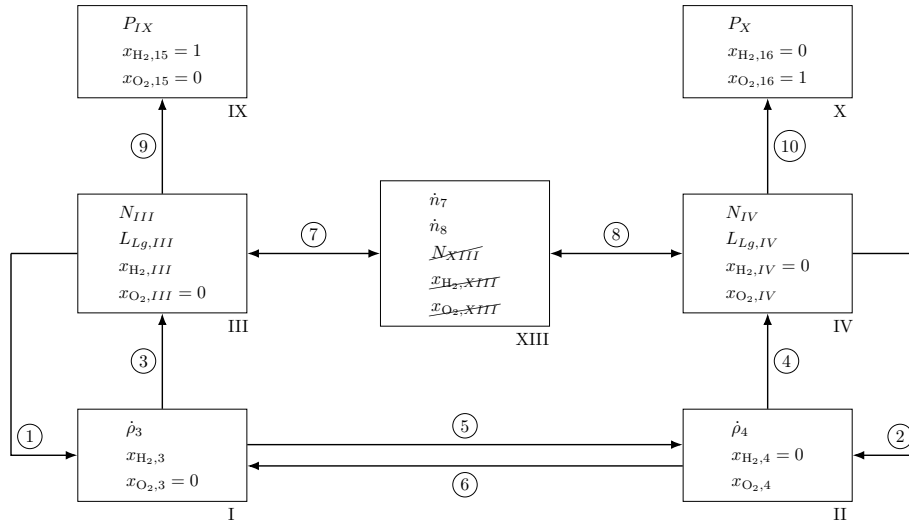 P_{IX}
x_{H_2,15} = 1
x_{O_2,15} = 0
IX
P_X
x_{H_2,16} = 0
x_{O_2,16} = 1
X
9
10
N_{III}
L_{Lg,III}
x_{H_2,III}
x_{O_2,III} = 0
III
7
ṅ_7
ṅ_8
N_{XIII}
x_{H_2,XIII}
x_{O_2,XIII}
XIII
8
N_{IV}
L_{Lg,IV}
x_{H_2,IV} = 0
x_{O_2,IV}
IV
3
4
1
ρ̇_3
x_{H_2,3}
x_{O_2,3} = 0
I
5
6
ρ̇_4
x_{H_2,4} = 0
x_{O_2,4}
II
2